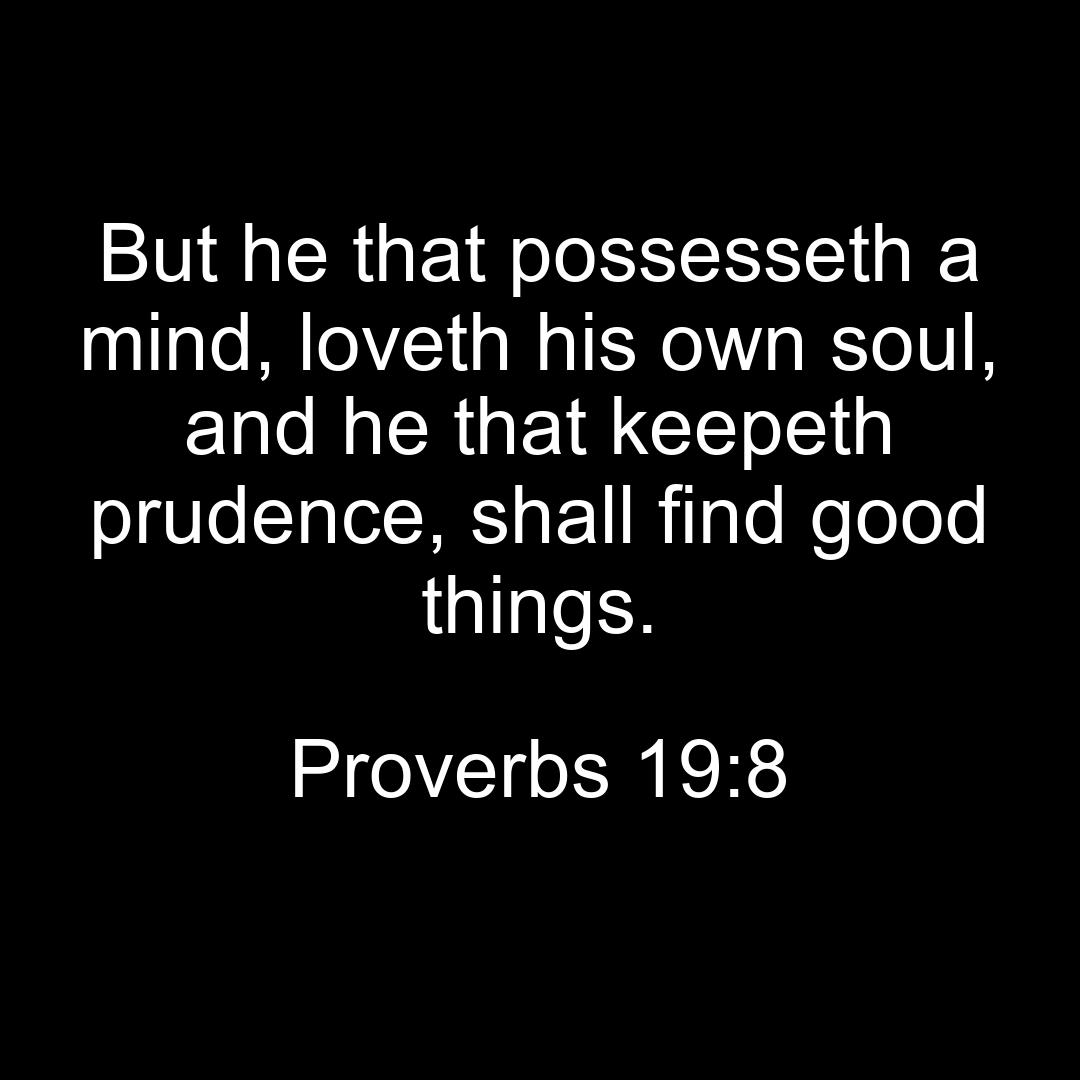 But he that possesseth a
mind, loveth his own soul,
and he that keepeth
prudence, shall find good
things.
Proverbs 19:8